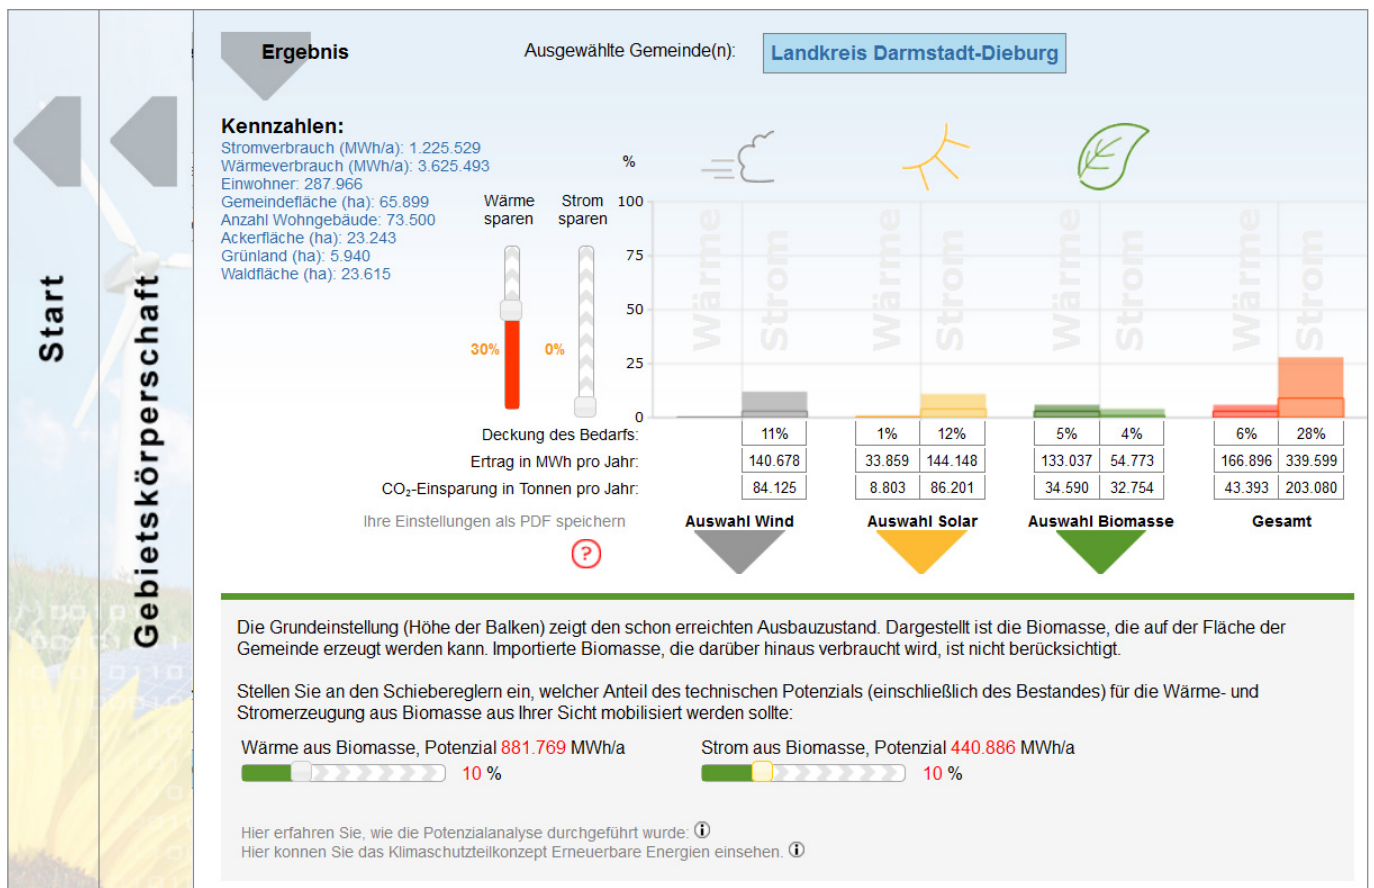 Start
Gebietskörperschaft
Ergebnis
Ausgewählte Gemeinde(n):
Landkreis Darmstadt-Dieburg
Kennzahlen:
Stromverbrauch (MWh/a): 1.225.529
Wärmeverbrauch (MWh/a): 3.625.493
Einwohner: 287.966
Gemeindefläche (ha): 65.899
Anzahl Wohngebäude: 73.500
Ackerfläche (ha): 23.243
Grünland (ha): 5.940
Waldfläche (ha): 23.615
Wärme sparen
Strom sparen
30%
0%
%
100
75
50
25
0
Wärme Strom Wärme Strom Wärme Strom Wärme Strom
Deckung des Bedarfs: 11% 1% 12% 5% 4% 6% 28%
Ertrag in MWh pro Jahr: 140.678 33.859 144.148 133.037 54.773 166.896 339.599
CO₂-Einsparung in Tonnen pro Jahr: 84.125 8.803 86.201 34.590 32.754 43.393 203.080
Ihre Einstellungen als PDF speichern
Auswahl Wind Auswahl Solar Auswahl Biomasse Gesamt
?
Die Grundeinstellung (Höhe der Balken) zeigt den schon erreichten Ausbauzustand. Dargestellt ist die Biomasse, die auf der Fläche der
Gemeinde erzeugt werden kann. Importierte Biomasse, die darüber hinaus verbraucht wird, ist nicht berücksichtigt.
Stellen Sie an den Schiebereglern ein, welcher Anteil des technischen Potenzials (einschließlich des Bestandes) für die Wärme- und
Stromerzeugung aus Biomasse aus Ihrer Sicht mobilisiert werden sollte:
Wärme aus Biomasse, Potenzial 881.769 MWh/a
10 %
Strom aus Biomasse, Potenzial 440.886 MWh/a
10 %
Hier erfahren Sie, wie die Potenzialanalyse durchgeführt wurde: i
Hier konnen Sie das Klimaschutzteilkonzept Erneuerbare Energien einsehen. i